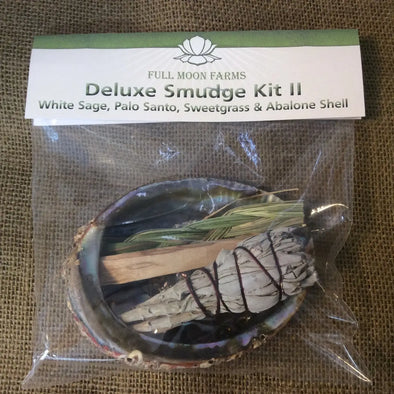 FULL MOON FARMS
Deluxe Smudge Kit II
White Sage, Palo Santo, Sweetgrass & Abalone Shell